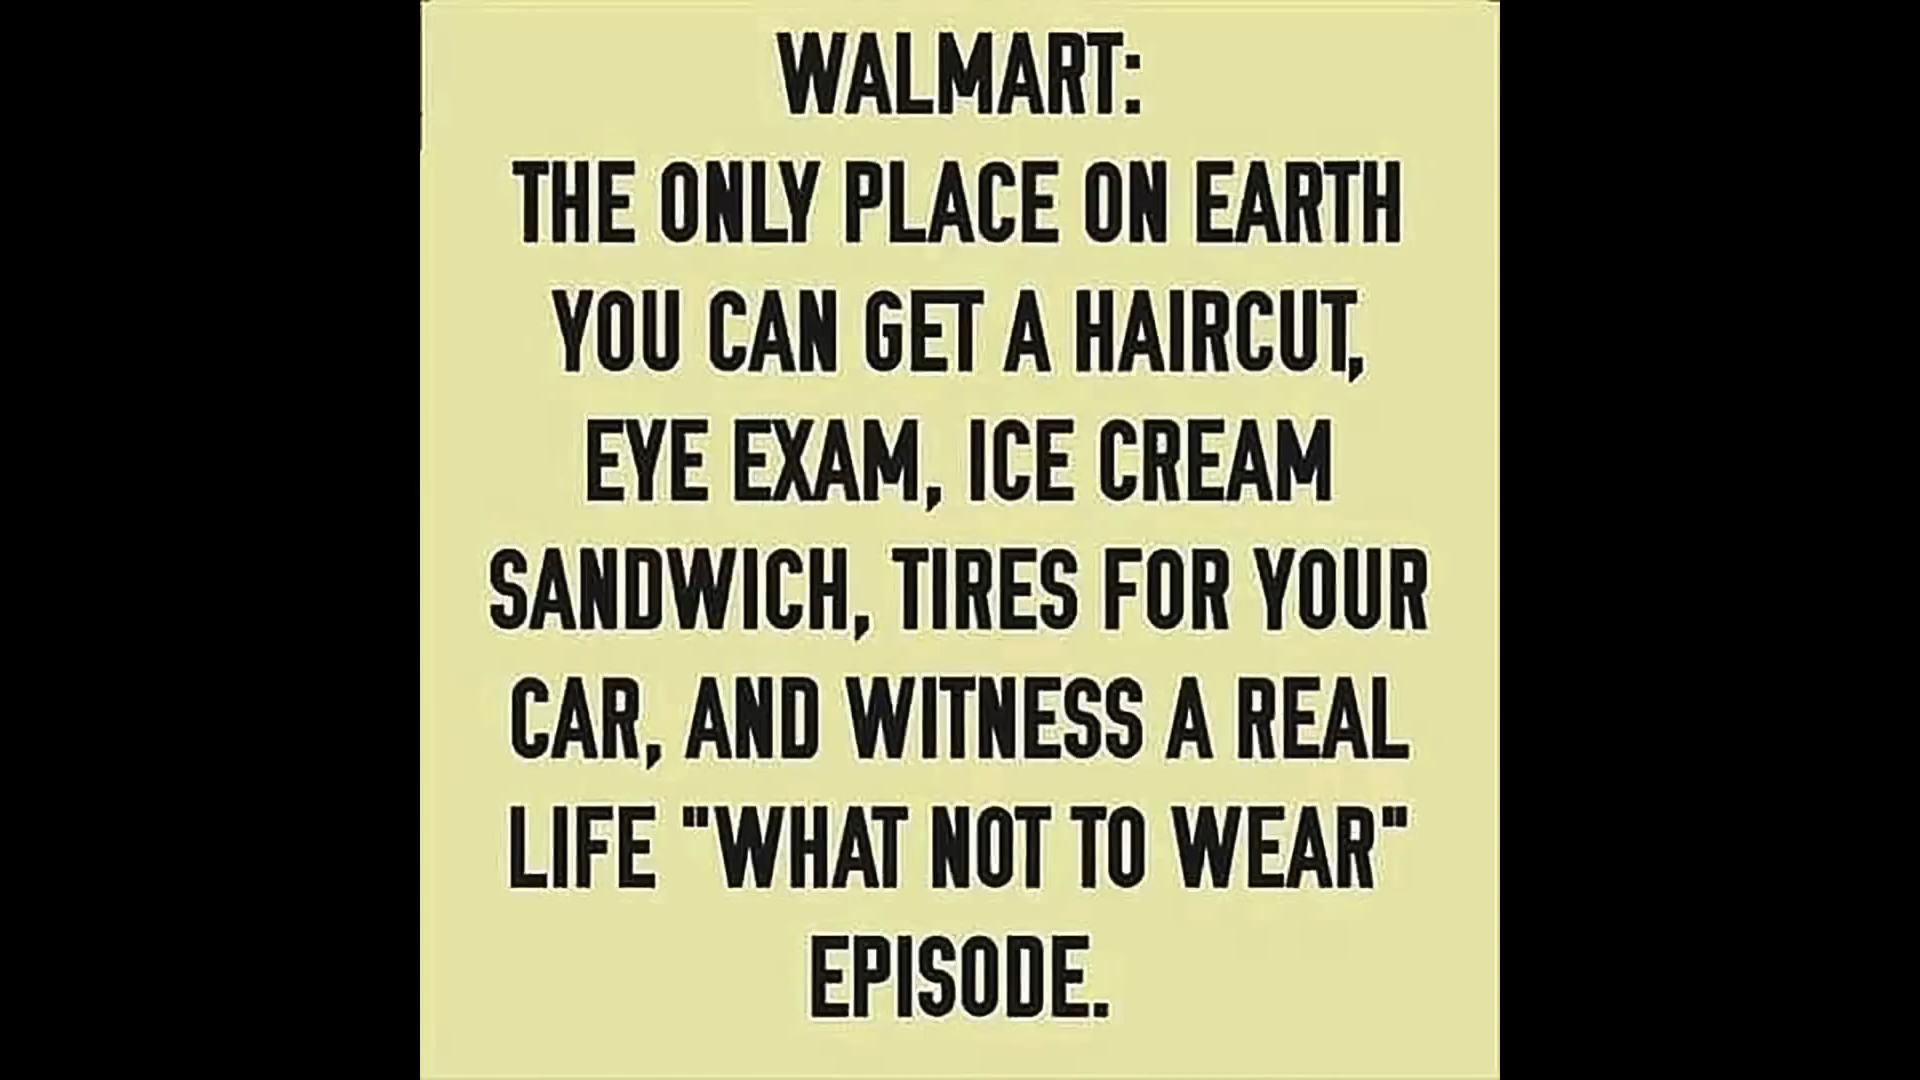 WALMART:
THE ONLY PLACE ON EARTH
YOU CAN GET A HAIRCUT,
EYE EXAM, ICE CREAM
SANDWICH, TIRES FOR YOUR
CAR, AND WITNESS A REAL
LIFE "WHAT NOT TO WEAR"
EPISODE.